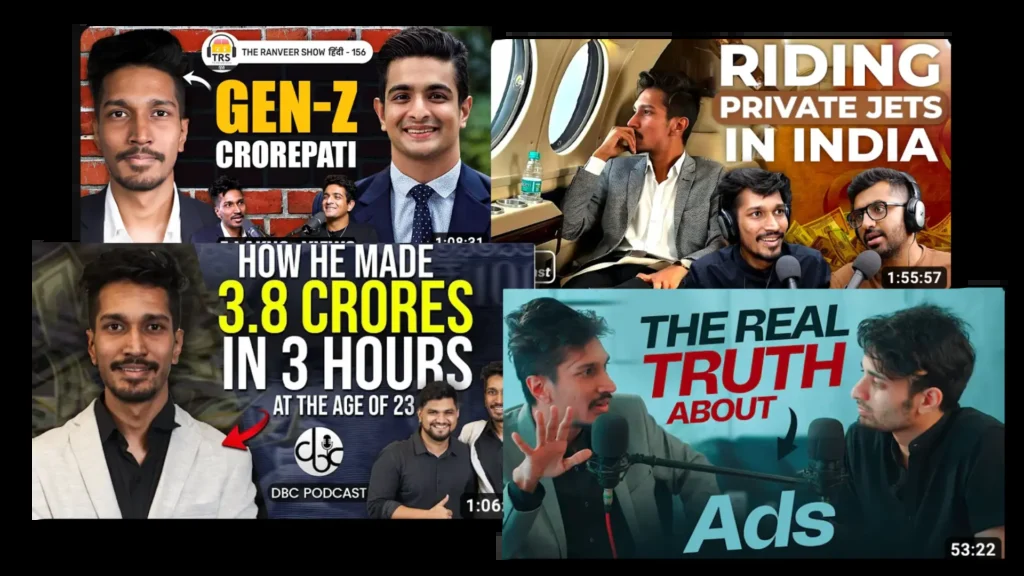 TRS
THE RANVEER SHOW हिंदी - 156
GEN-Z
CROREPATI
1:08:31
RIDING
PRIVATE JETS
IN INDIA
1:55:57
HOW HE MADE
3.8 CRORES
IN 3 HOURS
AT THE AGE OF 23
dbc
DBC PODCAST
1:06:
THE REAL
TRUTH
ABOUT
Ads
53:22